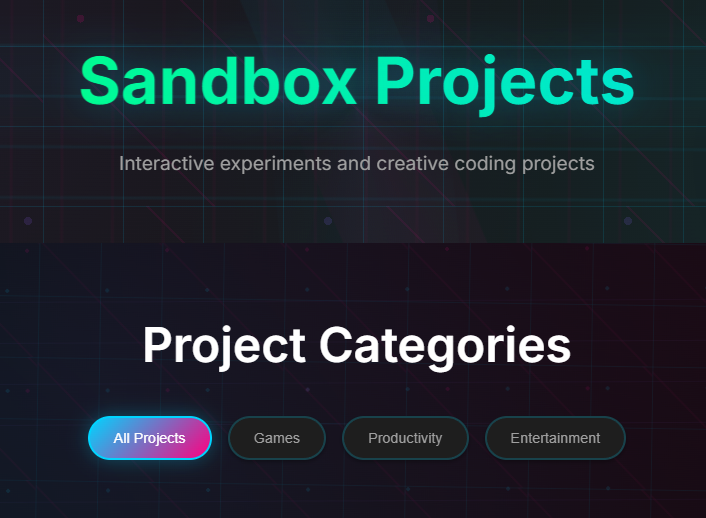 Sandbox Projects
Interactive experiments and creative coding projects
Project Categories
All Projects
Games
Productivity
Entertainment